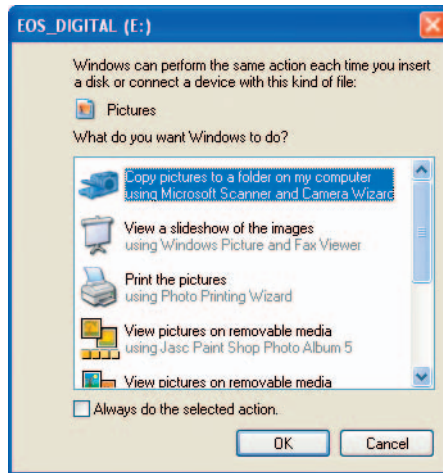 EOS_DIGITAL (E:)
Windows can perform the same action each time you insert
a disk or connect a device with this kind of file:
Pictures
What do you want Windows to do?
Copy pictures to a folder on my computer
using Microsoft Scanner and Camera Wizard
View a slideshow of the images
using Windows Picture and Fax Viewer
Print the pictures
using Photo Printing Wizard
View pictures on removable media
using Jasc Paint Shop Photo Album 5
View pictures on removable media
Always do the selected action.
OK
Cancel